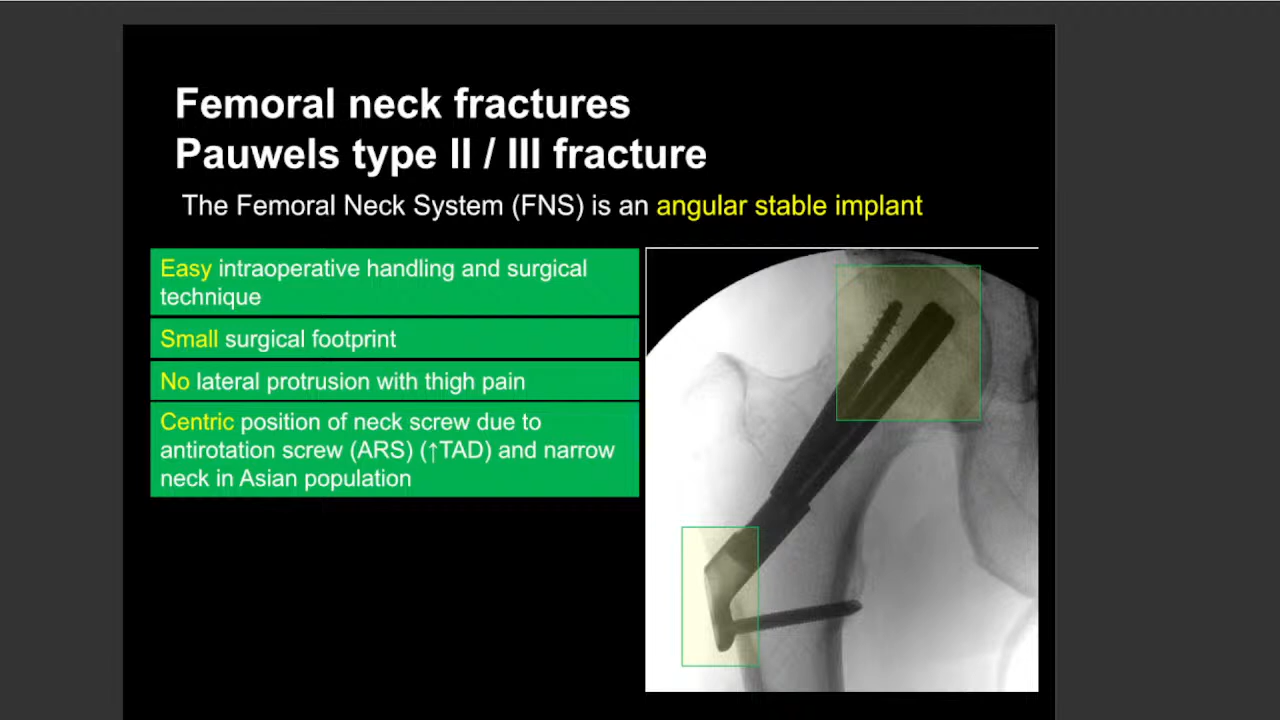 Femoral neck fractures
Pauwels type II / III fracture
The Femoral Neck System (FNS) is an angular stable implant
Easy intraoperative handling and surgical
technique
Small surgical footprint
No lateral protrusion with thigh pain
Centric position of neck screw due to
antirotation screw (ARS) (↑TAD) and narrow
neck in Asian population